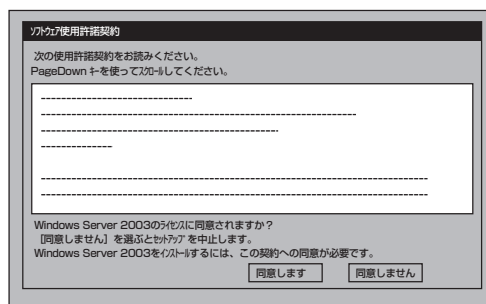 ソフトウェア使用許諾契約
次の使用許諾契約をお読みください。
PageDown キーを使ってスクロールしてください。
Windows Server 2003のライセンスに同意されますか?
[同意しません] を選ぶとセットアップを中止します。
Windows Server 2003をインストールするには、この契約への同意が必要です。
同意します 同意しません